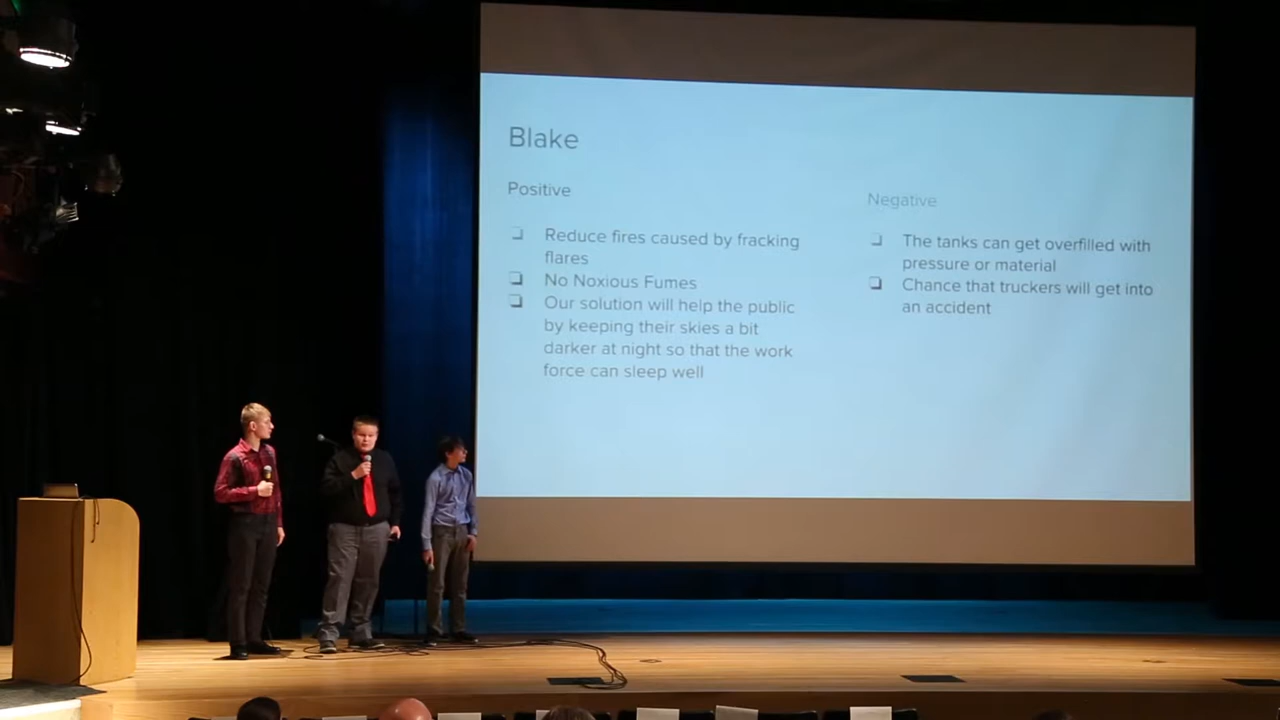 Blake
Positive
Reduce fires caused by fracking
flares
No Noxious Fumes
Our solution will help the public
by keeping their skies a bit
darker at night so that the work
force can sleep well
Negative
The tanks can get overfilled with
pressure or material
Chance that truckers will get into
an accident